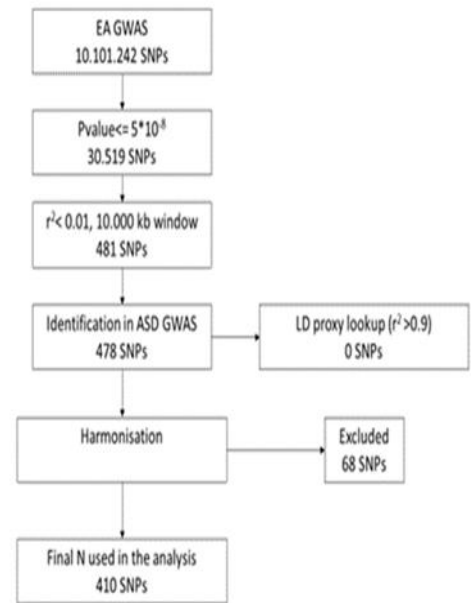 EA GWAS
10.101.242 SNPs
Pvalue<= 5*10⁻⁸
30.519 SNPs
r²< 0.01, 10.000 kb window
481 SNPs
Identification in ASD GWAS
478 SNPs
LD proxy lookup (r² >0.9)
0 SNPs
Harmonisation
Excluded
68 SNPs
Final N used in the analysis
410 SNPs